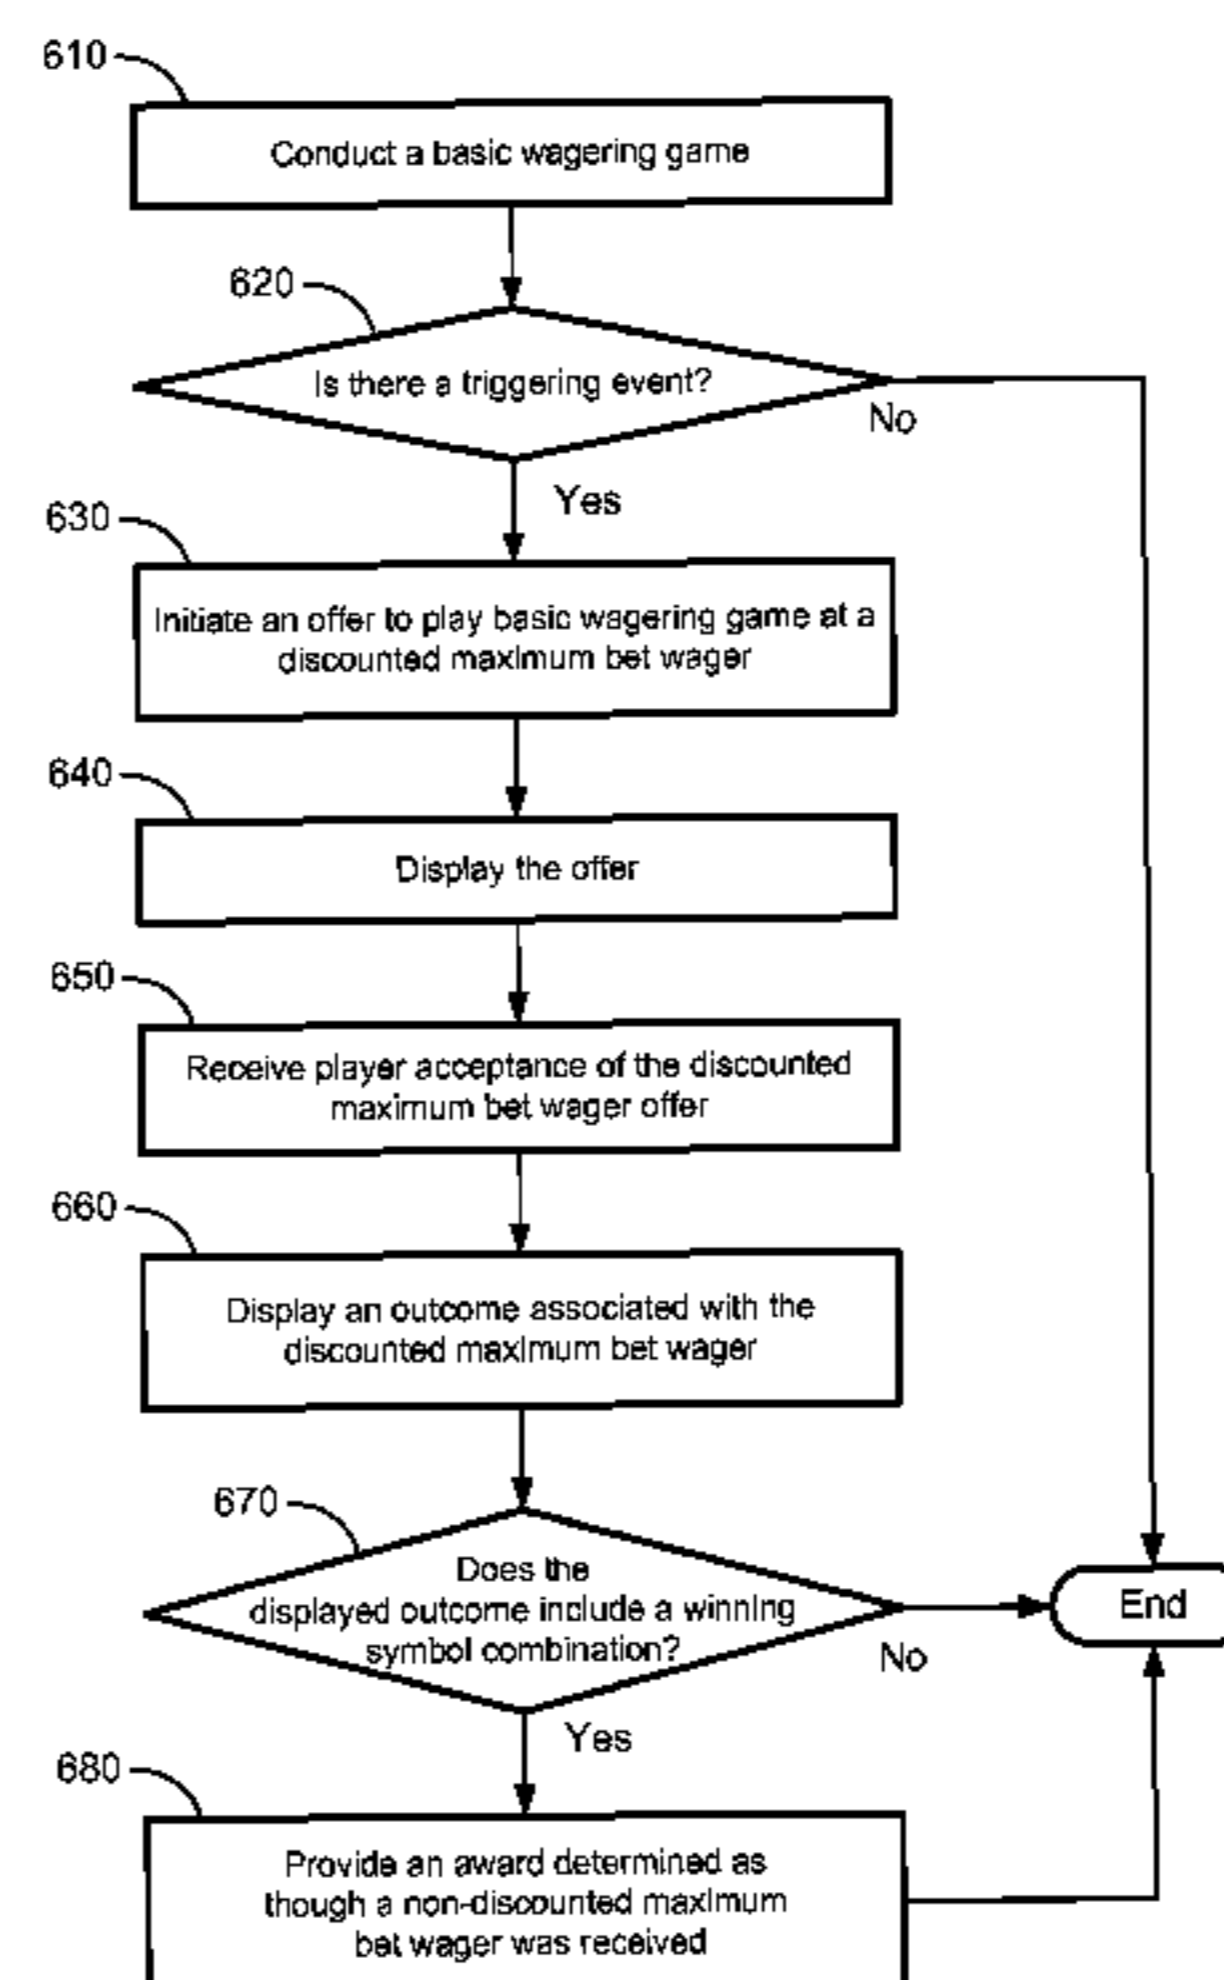 610
Conduct a basic wagering game
620
Is there a triggering event?
No
Yes
630
Initiate an offer to play basic wagering game at a
discounted maximum bet wager
640
Display the offer
650
Receive player acceptance of the discounted
maximum bet wager offer
660
Display an outcome associated with the
discounted maximum bet wager
670
Does the
displayed outcome include a winning
symbol combination?
No
End
Yes
680
Provide an award determined as
though a non-discounted maximum
bet wager was received